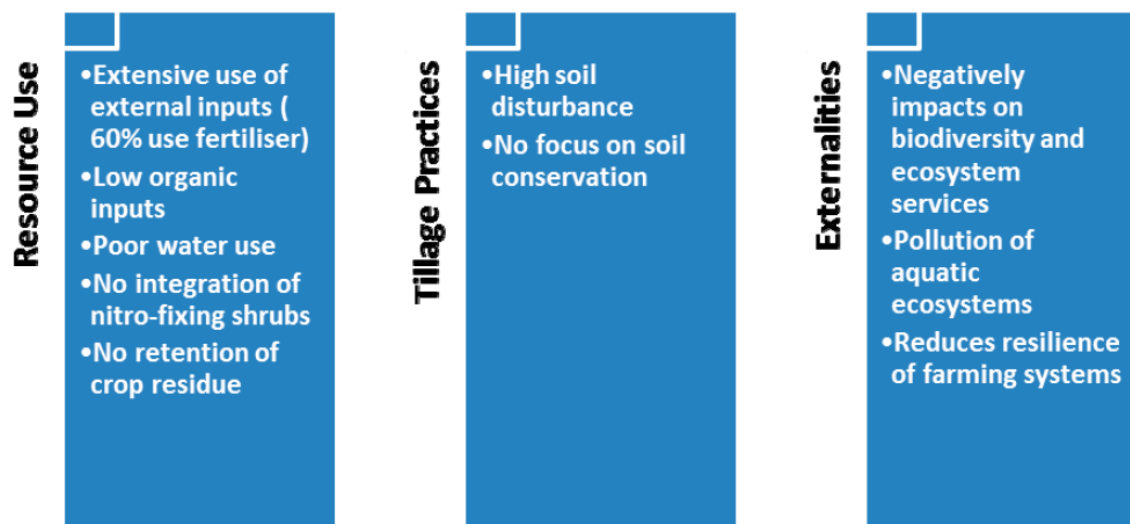 Resource Use
•Extensive use of
external inputs (
60% use fertiliser)
•Low organic
inputs
•Poor water use
•No integration of
nitro-fixing shrubs
•No retention of
crop residue
Tillage Practices
•High soil
disturbance
•No focus on soil
conservation
Externalities
•Negatively
impacts on
biodiversity and
ecosystem
services
•Pollution of
aquatic
ecosystems
•Reduces resilience
of farming systems